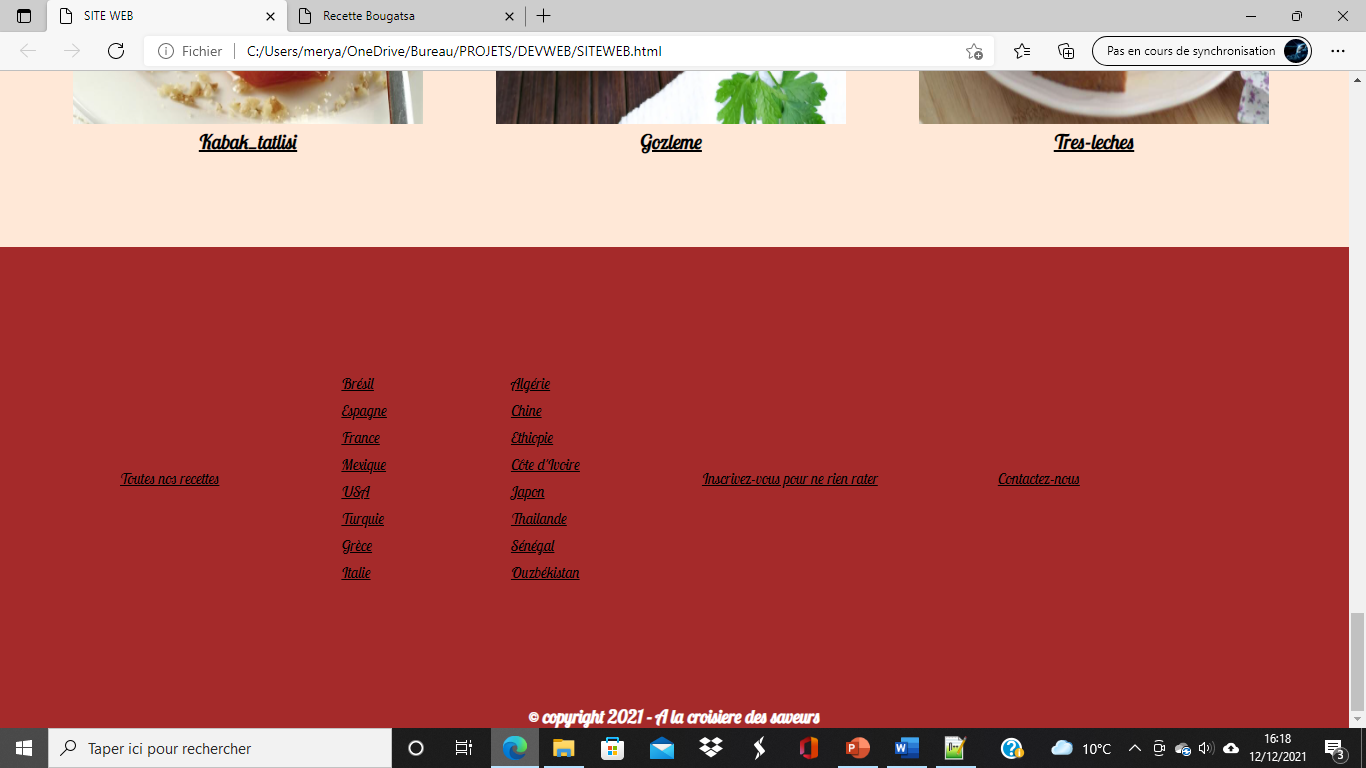 SITE WEB
Recette Bougatsa
Fichier
C:/Users/merya/OneDrive/Bureau/PROJETS/DEVWEB/SITEWEB.html
Pas en cours de synchronisation
Kabak_tatlisi
Gozleme
Tres-leches
Toutes nos recettes
Brésil
Espagne
France
Mexique
USA
Turquie
Grèce
Italie
Algérie
Chine
Ethiopie
Côte d'Ivoire
Japon
Thaïlande
Sénégal
Ouzbékistan
Inscrivez-vous pour ne rien rater
Contactez-nous
© copyright 2021 - A la croisiere des saveurs
Taper ici pour rechercher
10°C
16:18
12/12/2021
3